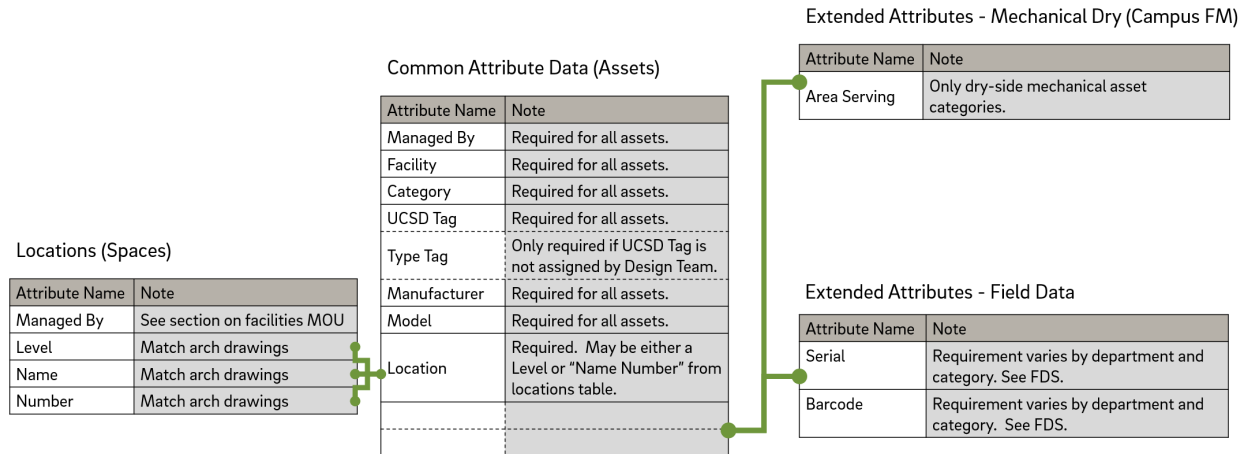 Extended Attributes - Mechanical Dry (Campus FM)
Attribute Name Note
Area Serving Only dry-side mechanical asset
categories.
Common Attribute Data (Assets)
Attribute Name Note
Managed By Required for all assets.
Facility Required for all assets.
Category Required for all assets.
UCSD Tag Required for all assets.
Type Tag Only required if UCSD Tag is
not assigned by Design Team.
Manufacturer Required for all assets.
Model Required for all assets.
Location Required.  May be either a
Level or “Name Number” from
locations table.
Locations (Spaces)
Attribute Name Note
Managed By See section on facilities MOU
Level Match arch drawings
Name Match arch drawings
Number Match arch drawings
Extended Attributes - Field Data
Attribute Name Note
Serial Requirement varies by department and
category. See FDS.
Barcode Requirement varies by department and
category.  See FDS.